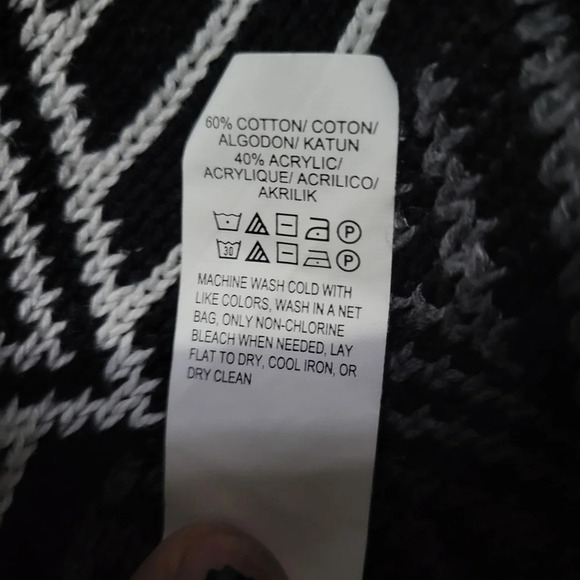 60% COTTON/ COTON/
ALGODON/ KATUN
40% ACRYLIC/
ACRYLIQUE/ ACRILICO/
AKRILIK
P
30 P
MACHINE WASH COLD WITH
LIKE COLORS, WASH IN A NET
BAG, ONLY NON-CHLORINE
BLEACH WHEN NEEDED, LAY
FLAT TO DRY, COOL IRON, OR
DRY CLEAN